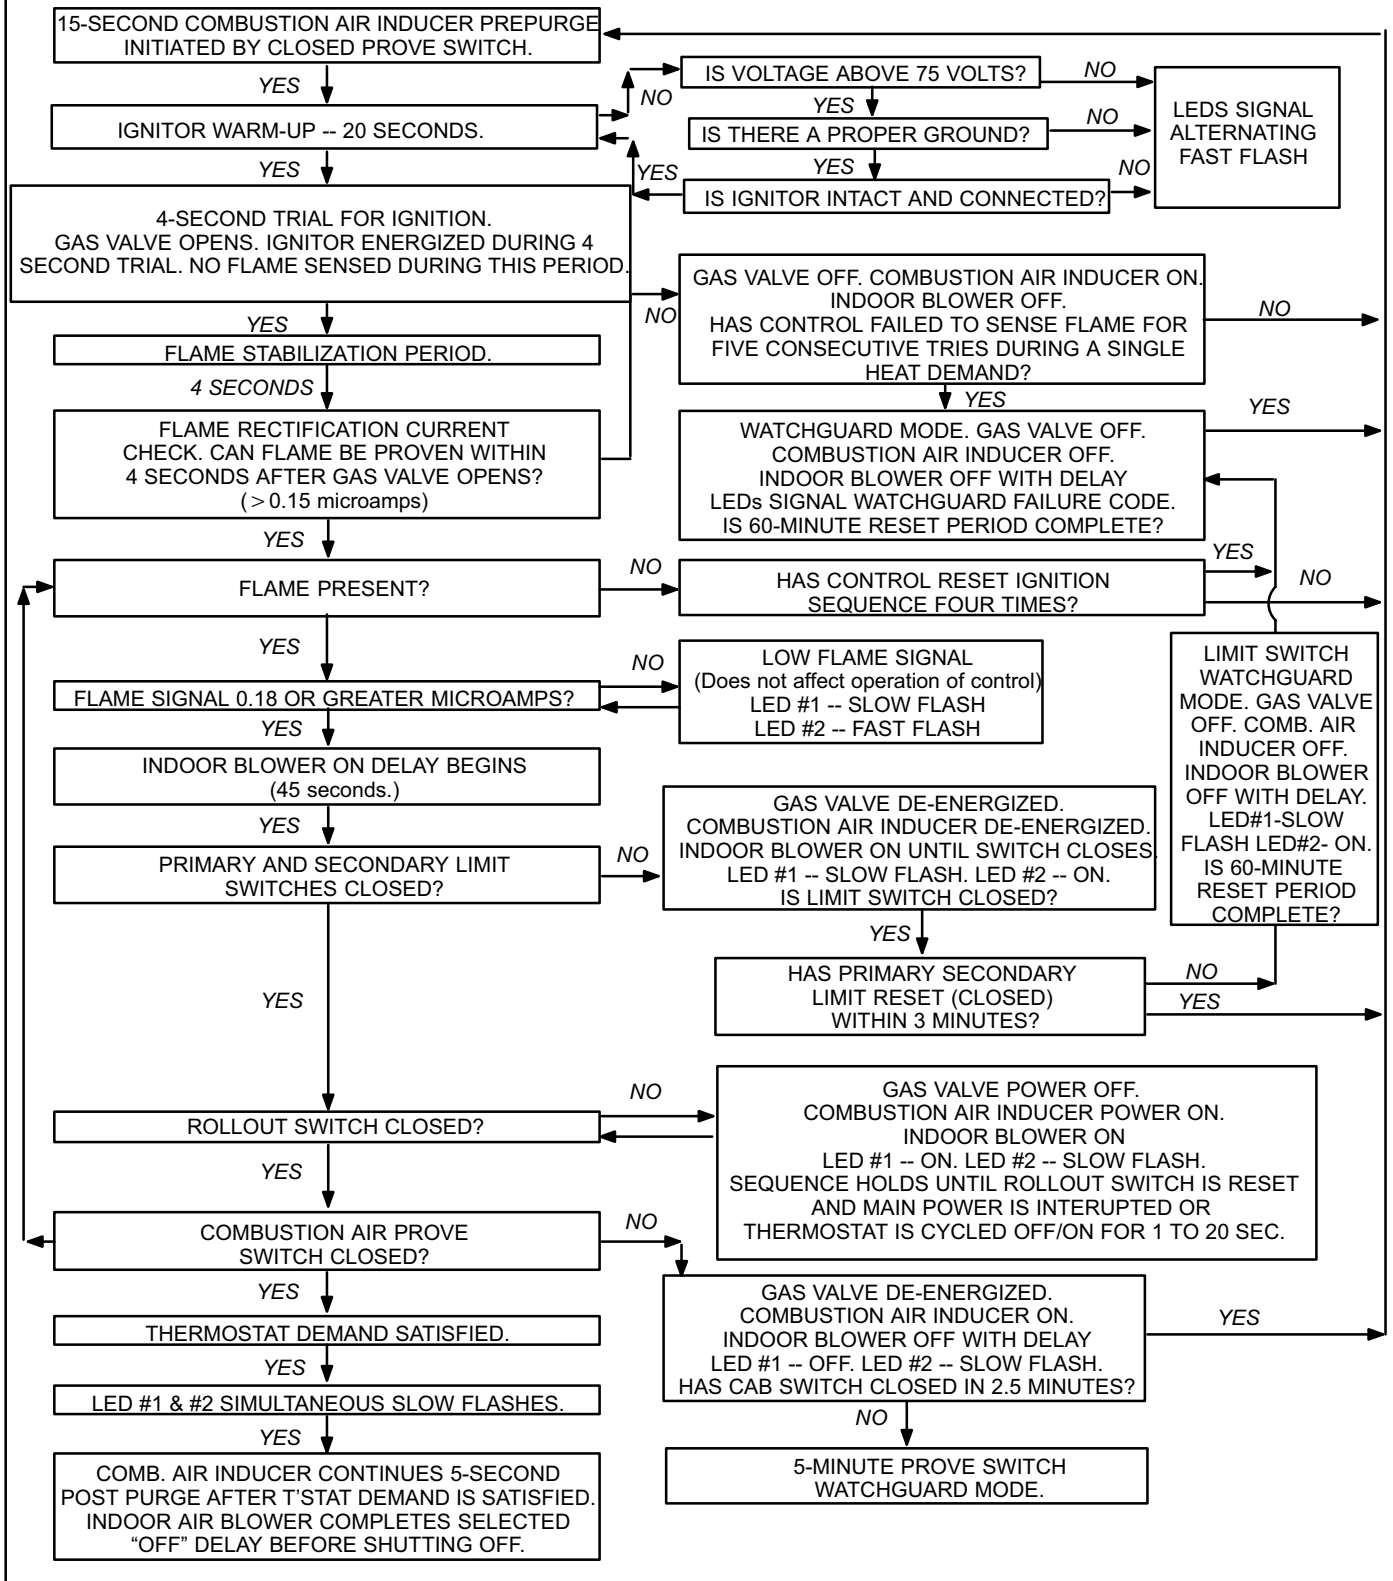 15-SECOND COMBUSTION AIR INDUCER PREPURGE
INITIATED BY CLOSED PROVE SWITCH.
YES
IGNITOR WARM-UP -- 20 SECONDS.
NO
IS VOLTAGE ABOVE 75 VOLTS?
NO
YES
IS THERE A PROPER GROUND?
NO
YES
YES
IS IGNITOR INTACT AND CONNECTED?
NO
LEDS SIGNAL
ALTERNATING
FAST FLASH
YES
4-SECOND TRIAL FOR IGNITION.
GAS VALVE OPENS. IGNITOR ENERGIZED DURING 4
SECOND TRIAL. NO FLAME SENSED DURING THIS PERIOD.
NO
GAS VALVE OFF. COMBUSTION AIR INDUCER ON.
INDOOR BLOWER OFF.
HAS CONTROL FAILED TO SENSE FLAME FOR
FIVE CONSECUTIVE TRIES DURING A SINGLE
HEAT DEMAND?
NO
YES
FLAME STABILIZATION PERIOD.
4 SECONDS
YES
YES
FLAME RECTIFICATION CURRENT
CHECK. CAN FLAME BE PROVEN WITHIN
4 SECONDS AFTER GAS VALVE OPENS?
(>0.15 microamps)
WATCHGUARD MODE. GAS VALVE OFF.
COMBUSTION AIR INDUCER OFF.
INDOOR BLOWER OFF WITH DELAY
LEDs SIGNAL WATCHGUARD FAILURE CODE.
IS 60-MINUTE RESET PERIOD COMPLETE?
YES
FLAME PRESENT?
NO
HAS CONTROL RESET IGNITION
SEQUENCE FOUR TIMES?
YES
NO
YES
FLAME SIGNAL 0.18 OR GREATER MICROAMPS?
NO
LOW FLAME SIGNAL
(Does not affect operation of control)
LED #1 -- SLOW FLASH
LED #2 -- FAST FLASH
LIMIT SWITCH
WATCHGUARD
MODE. GAS VALVE
OFF. COMB. AIR
INDUCER OFF.
INDOOR BLOWER
OFF WITH DELAY.
LED#1-SLOW
FLASH LED#2- ON.
IS 60-MINUTE
RESET PERIOD
COMPLETE?
YES
INDOOR BLOWER ON DELAY BEGINS
(45 seconds.)
YES
PRIMARY AND SECONDARY LIMIT
SWITCHES CLOSED?
NO
GAS VALVE DE-ENERGIZED.
COMBUSTION AIR INDUCER DE-ENERGIZED.
INDOOR BLOWER ON UNTIL SWITCH CLOSES.
LED #1 -- SLOW FLASH. LED #2 -- ON.
IS LIMIT SWITCH CLOSED?
YES
HAS PRIMARY SECONDARY
LIMIT RESET (CLOSED)
WITHIN 3 MINUTES?
NO
YES
YES
ROLLOUT SWITCH CLOSED?
NO
GAS VALVE POWER OFF.
COMBUSTION AIR INDUCER POWER ON.
INDOOR BLOWER ON
LED #1 -- ON. LED #2 -- SLOW FLASH.
SEQUENCE HOLDS UNTIL ROLLOUT SWITCH IS RESET
AND MAIN POWER IS INTERUPTED OR
THERMOSTAT IS CYCLED OFF/ON FOR 1 TO 20 SEC.
YES
COMBUSTION AIR PROVE
SWITCH CLOSED?
NO
GAS VALVE DE-ENERGIZED.
COMBUSTION AIR INDUCER ON.
INDOOR BLOWER OFF WITH DELAY
LED #1 -- OFF. LED #2 -- SLOW FLASH.
HAS CAB SWITCH CLOSED IN 2.5 MINUTES?
YES
NO
5-MINUTE PROVE SWITCH
WATCHGUARD MODE.
YES
THERMOSTAT DEMAND SATISFIED.
YES
LED #1 & #2 SIMULTANEOUS SLOW FLASHES.
YES
COMB. AIR INDUCER CONTINUES 5-SECOND
POST PURGE AFTER T'STAT DEMAND IS SATISFIED.
INDOOR AIR BLOWER COMPLETES SELECTED
“OFF” DELAY BEFORE SHUTTING OFF.